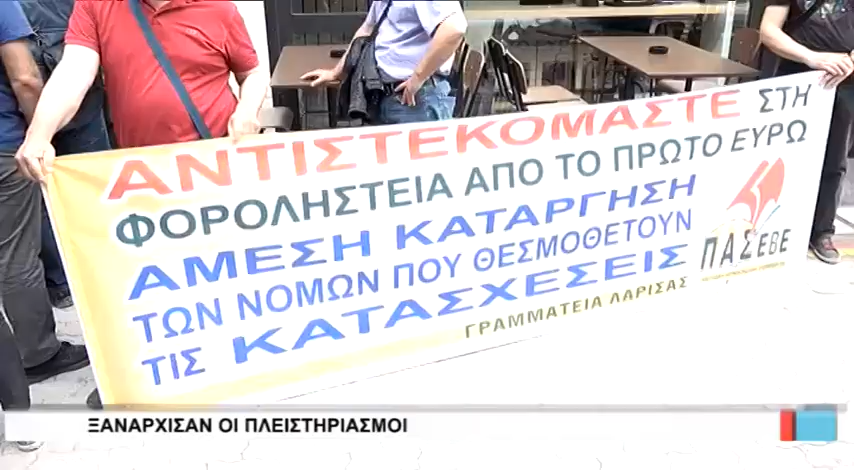 ΑΝΤΙΣΤΕΚΟΜΑΣΤΕ ΣΤΗ
ΦΟΡΟΛΗΣΤΕΙΑ ΑΠΟ ΤΟ ΠΡΩΤΟ ΕΥΡΩ
ΑΜΕΣΗ ΚΑΤΑΡΓΗΣΗ
ΤΩΝ ΝΟΜΩΝ ΠΟΥ ΘΕΣΜΟΘΕΤΟΥΝ
ΤΙΣ ΚΑΤΑΣΧΕΣΕΙΣ
ΠΑΣΕΒΕ
ΓΡΑΜΜΑΤΕΙΑ ΛΑΡΙΣΑΣ
ΞΑΝΑΡΧΙΣΑΝ ΟΙ ΠΛΕΙΣΤΗΡΙΑΣΜΟΙ